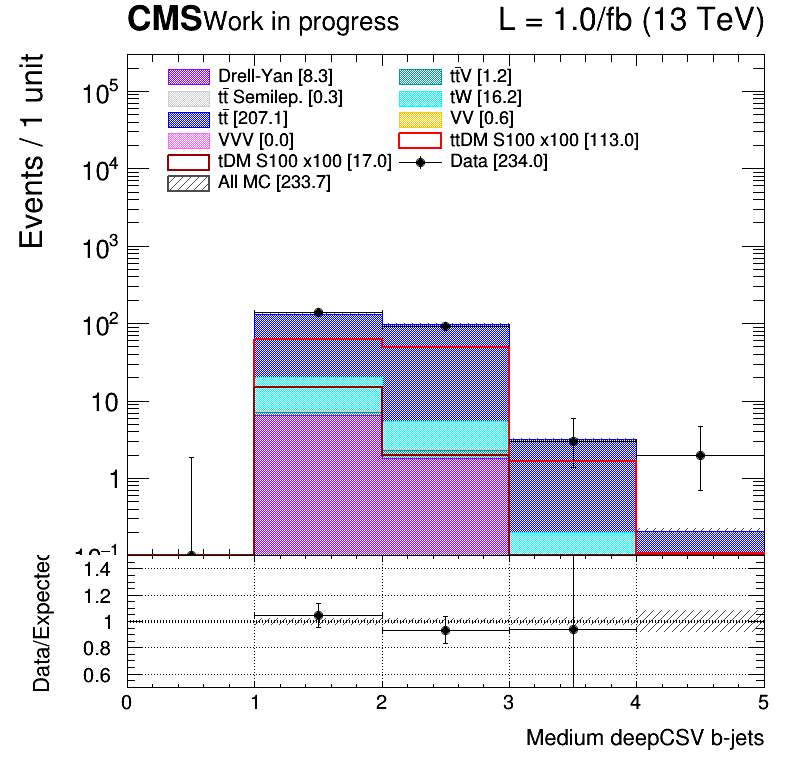 CMS Work in progress L = 1.0/fb (13 TeV)
Events / 1 unit
Drell-Yan [8.3] tt̄V [1.2]
tt̄ Semilep. [0.3] tW [16.2]
tt̄ [207.1] VV [0.6]
VVV [0.0] ttDM S100 x100 [113.0]
tDM S100 x100 [17.0] Data [234.0]
All MC [233.7]
10⁵
10⁴
10³
10²
10
1
10⁻¹
Data/Expected
1.4
1.2
1
0.8
0.6
0 1 2 3 4 5
Medium deepCSV b-jets